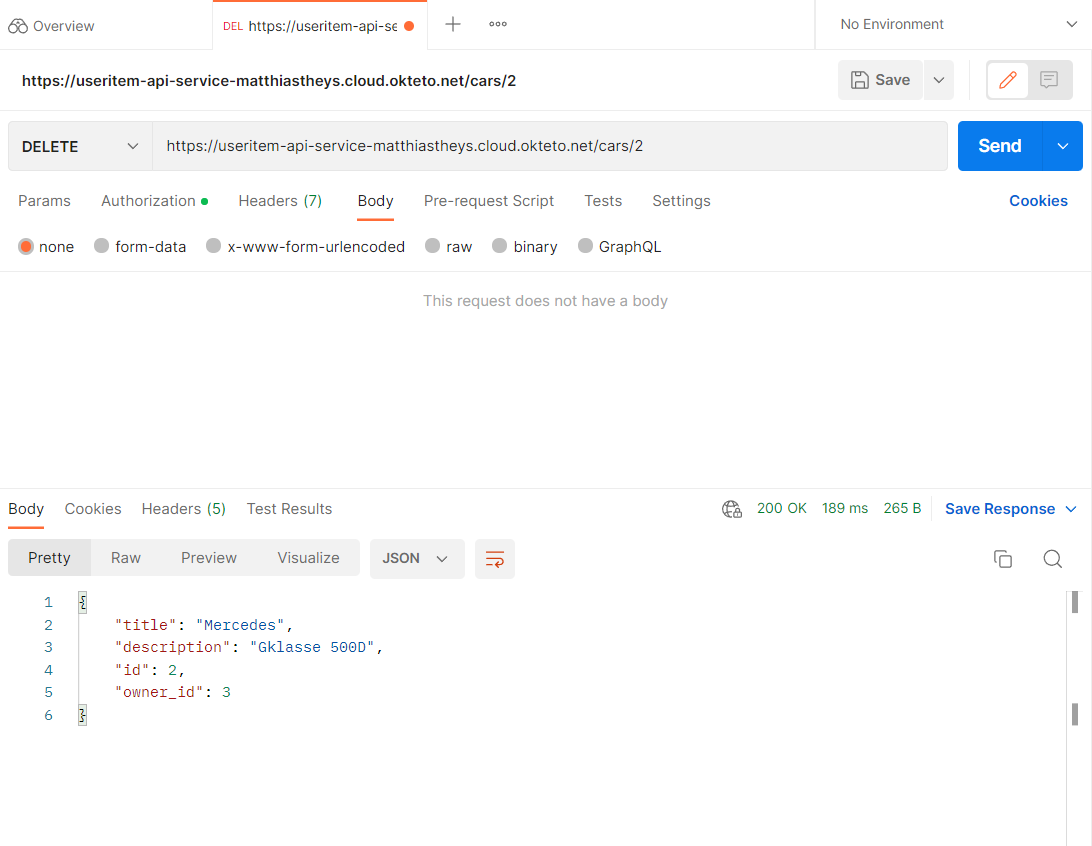 Overview
DEL https://useritem-api-se
No Environment
https://useritem-api-service-matthiastheys.cloud.okteto.net/cars/2
Save
DELETE
https://useritem-api-service-matthiastheys.cloud.okteto.net/cars/2
Send
Params Authorization Headers (7) Body Pre-request Script Tests Settings Cookies
none form-data x-www-form-urlencoded raw binary GraphQL
This request does not have a body
Body Cookies Headers (5) Test Results 200 OK 189 ms 265 B Save Response
Pretty Raw Preview Visualize JSON
1 {
2 "title": "Mercedes",
3 "description": "Gklasse 500D",
4 "id": 2,
5 "owner_id": 3
6 }